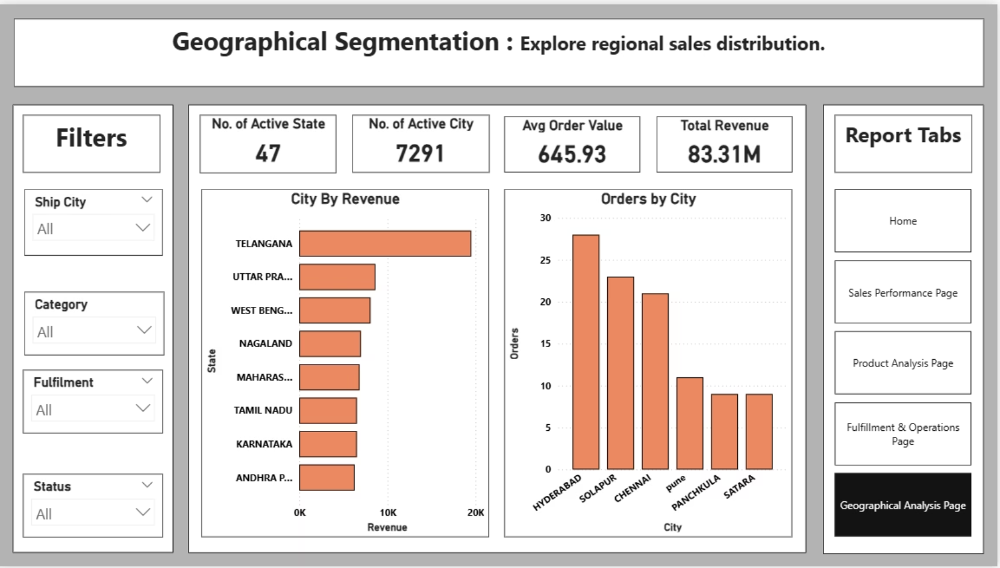 Geographical Segmentation : Explore regional sales distribution.
Filters
Ship City
All
Category
All
Fulfilment
All
Status
All
No. of Active State
47
No. of Active City
7291
Avg Order Value
645.93
Total Revenue
83.31M
City By Revenue
State
TELANGANA
UTTAR PRA...
WEST BENG...
NAGALAND
MAHARAS...
TAMIL NADU
KARNATAKA
ANDHRA P...
0K 10K 20K
Revenue
Orders by City
Orders
30
25
20
15
10
5
0
HYDERABAD SOLAPUR CHENNAI pune PANCHKULA SATARA
City
Report Tabs
Home
Sales Performance Page
Product Analysis Page
Fulfillment & Operations
Page
Geographical Analysis Page